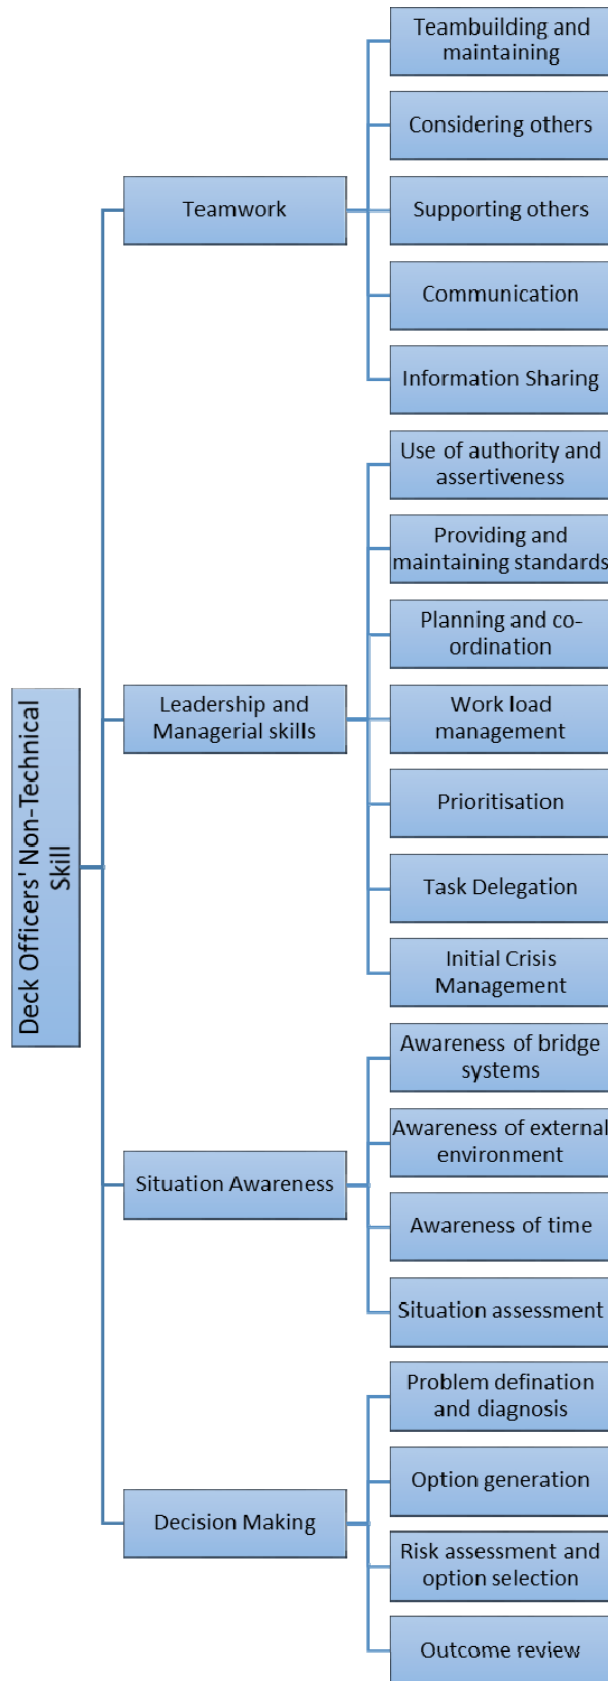 Deck Officers' Non-Technical
Skill
Teamwork
Teambuilding and
maintaining
Considering others
Supporting others
Communication
Information Sharing
Leadership and
Managerial skills
Use of authority and
assertiveness
Providing and
maintaining standards
Planning and co-
ordination
Work load
management
Prioritisation
Task Delegation
Initial Crisis
Management
Situation Awareness
Awareness of bridge
systems
Awareness of external
environment
Awareness of time
Situation assessment
Decision Making
Problem defination
and diagnosis
Option generation
Risk assessment and
option selection
Outcome review